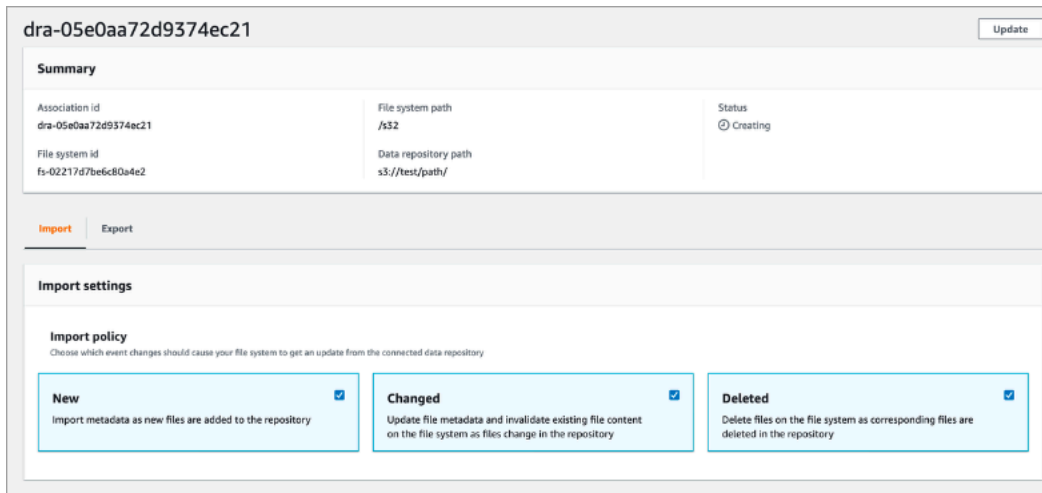 dra-05e0aa72d9374ec21
Update
Summary
Association id
dra-05e0aa72d9374ec21
File system id
fs-02217d7be6c80a4e2
File system path
/s32
Data repository path
s3://test/path/
Status
Creating
Import
Export
Import settings
Import policy
Choose which event changes should cause your file system to get an update from the connected data repository
New
Import metadata as new files are added to the repository
Changed
Update file metadata and invalidate existing file content
on the file system as files change in the repository
Deleted
Delete files on the file system as corresponding files are
deleted in the repository